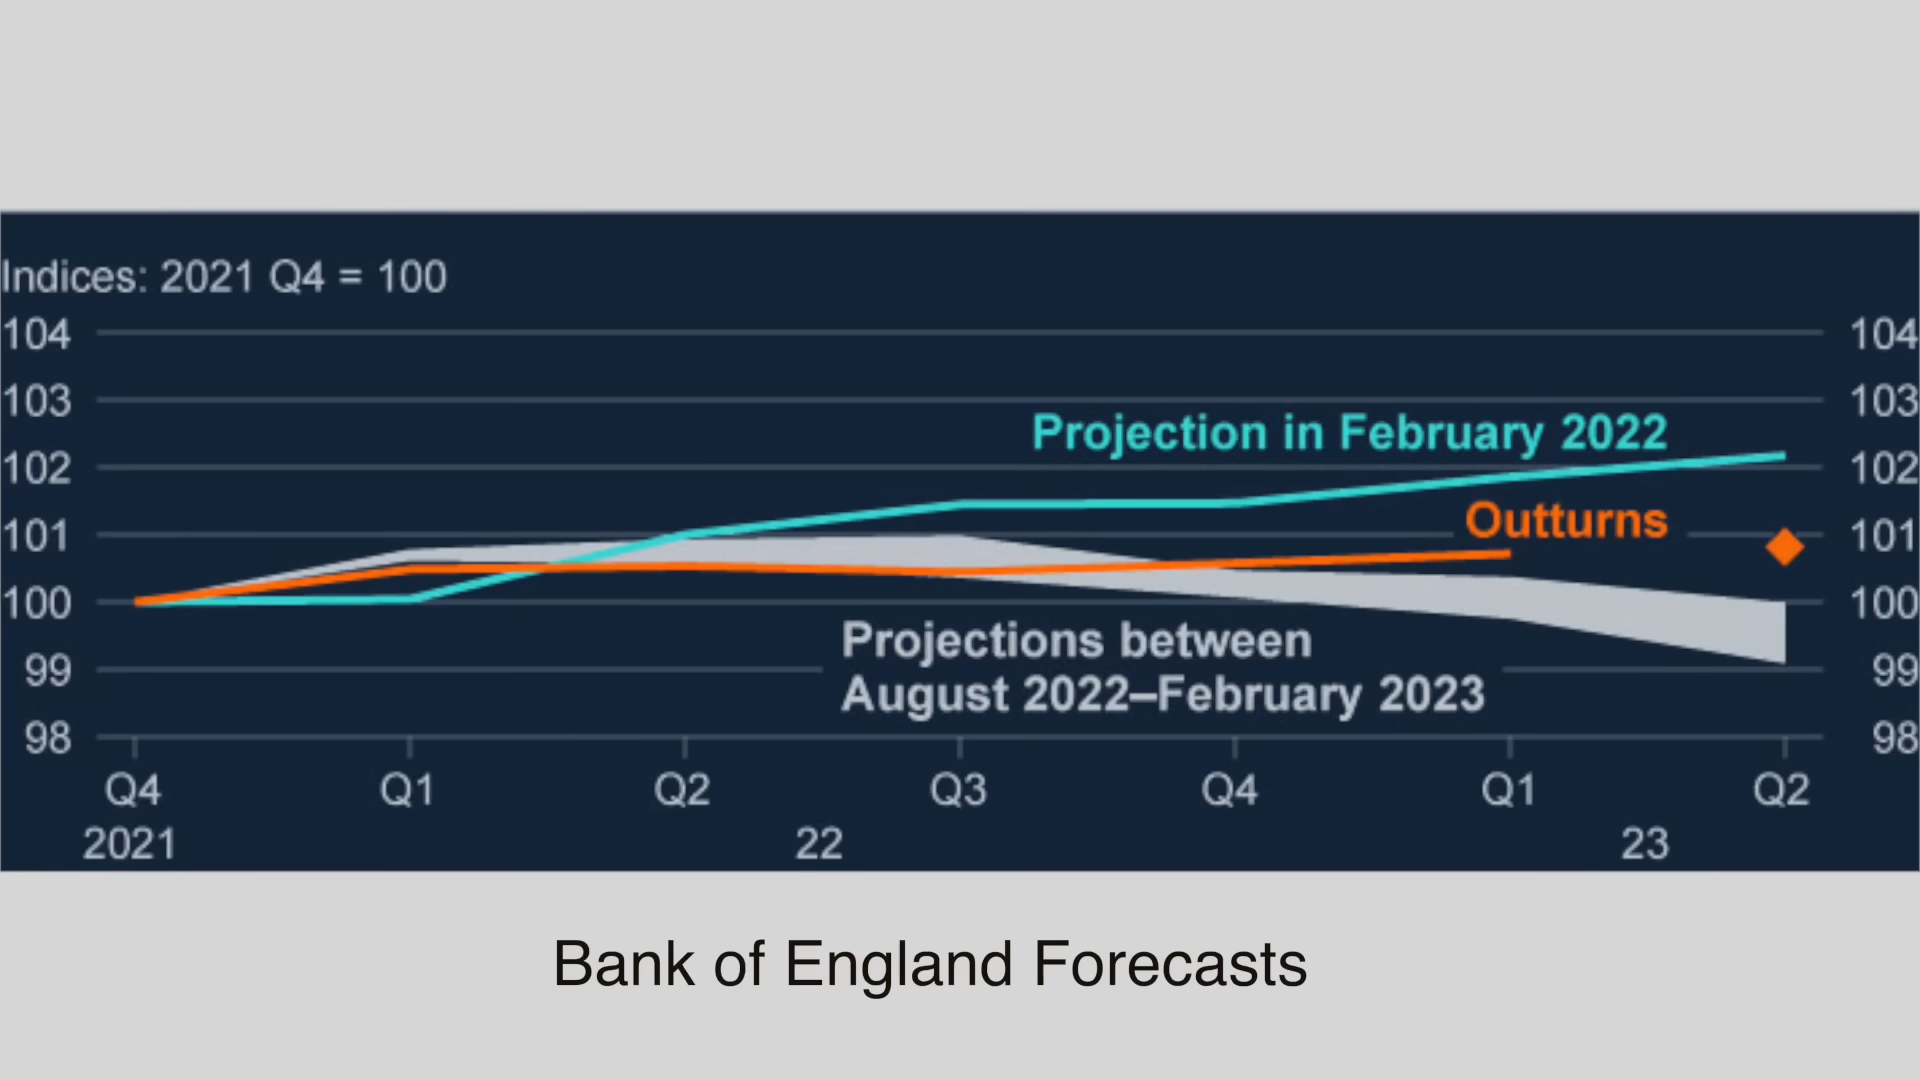 Indices: 2021 Q4 = 100
104 104
103 103
Projection in February 2022
102 102
Outturns
101 101
100 100
Projections between
99 99
August 2022–February 2023
98 98
Q4 Q1 Q2 Q3 Q4 Q1 Q2
2021 22 23
Bank of England Forecasts